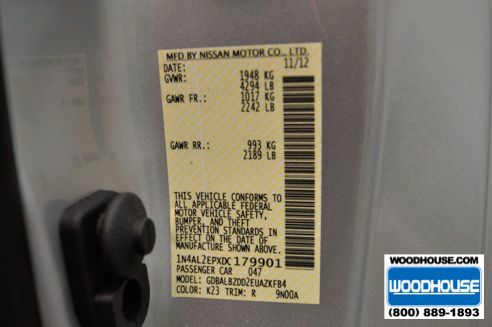 MFD BY NISSAN MOTOR CO., LTD.
DATE: 11/12
GVWR: 1948 KG
4294 LB
GAWR FR.: 1017 KG
2242 LB
GAWR RR.: 993 KG
2189 LB
THIS VEHICLE CONFORMS TO
ALL APPLICABLE FEDERAL
MOTOR VEHICLE SAFETY,
BUMPER, AND THEFT
PREVENTION STANDARDS IN
EFFECT ON THE DATE OF
MANUFACTURE SHOWN ABOVE.
1N4AL2EPXDC179901
PASSENGER CAR 047
MODEL: GDBALBZDD2EUAZKFB4
COLOR: K23 TRIM: R 9N00A
WOODHOUSE
(800) 889-1893